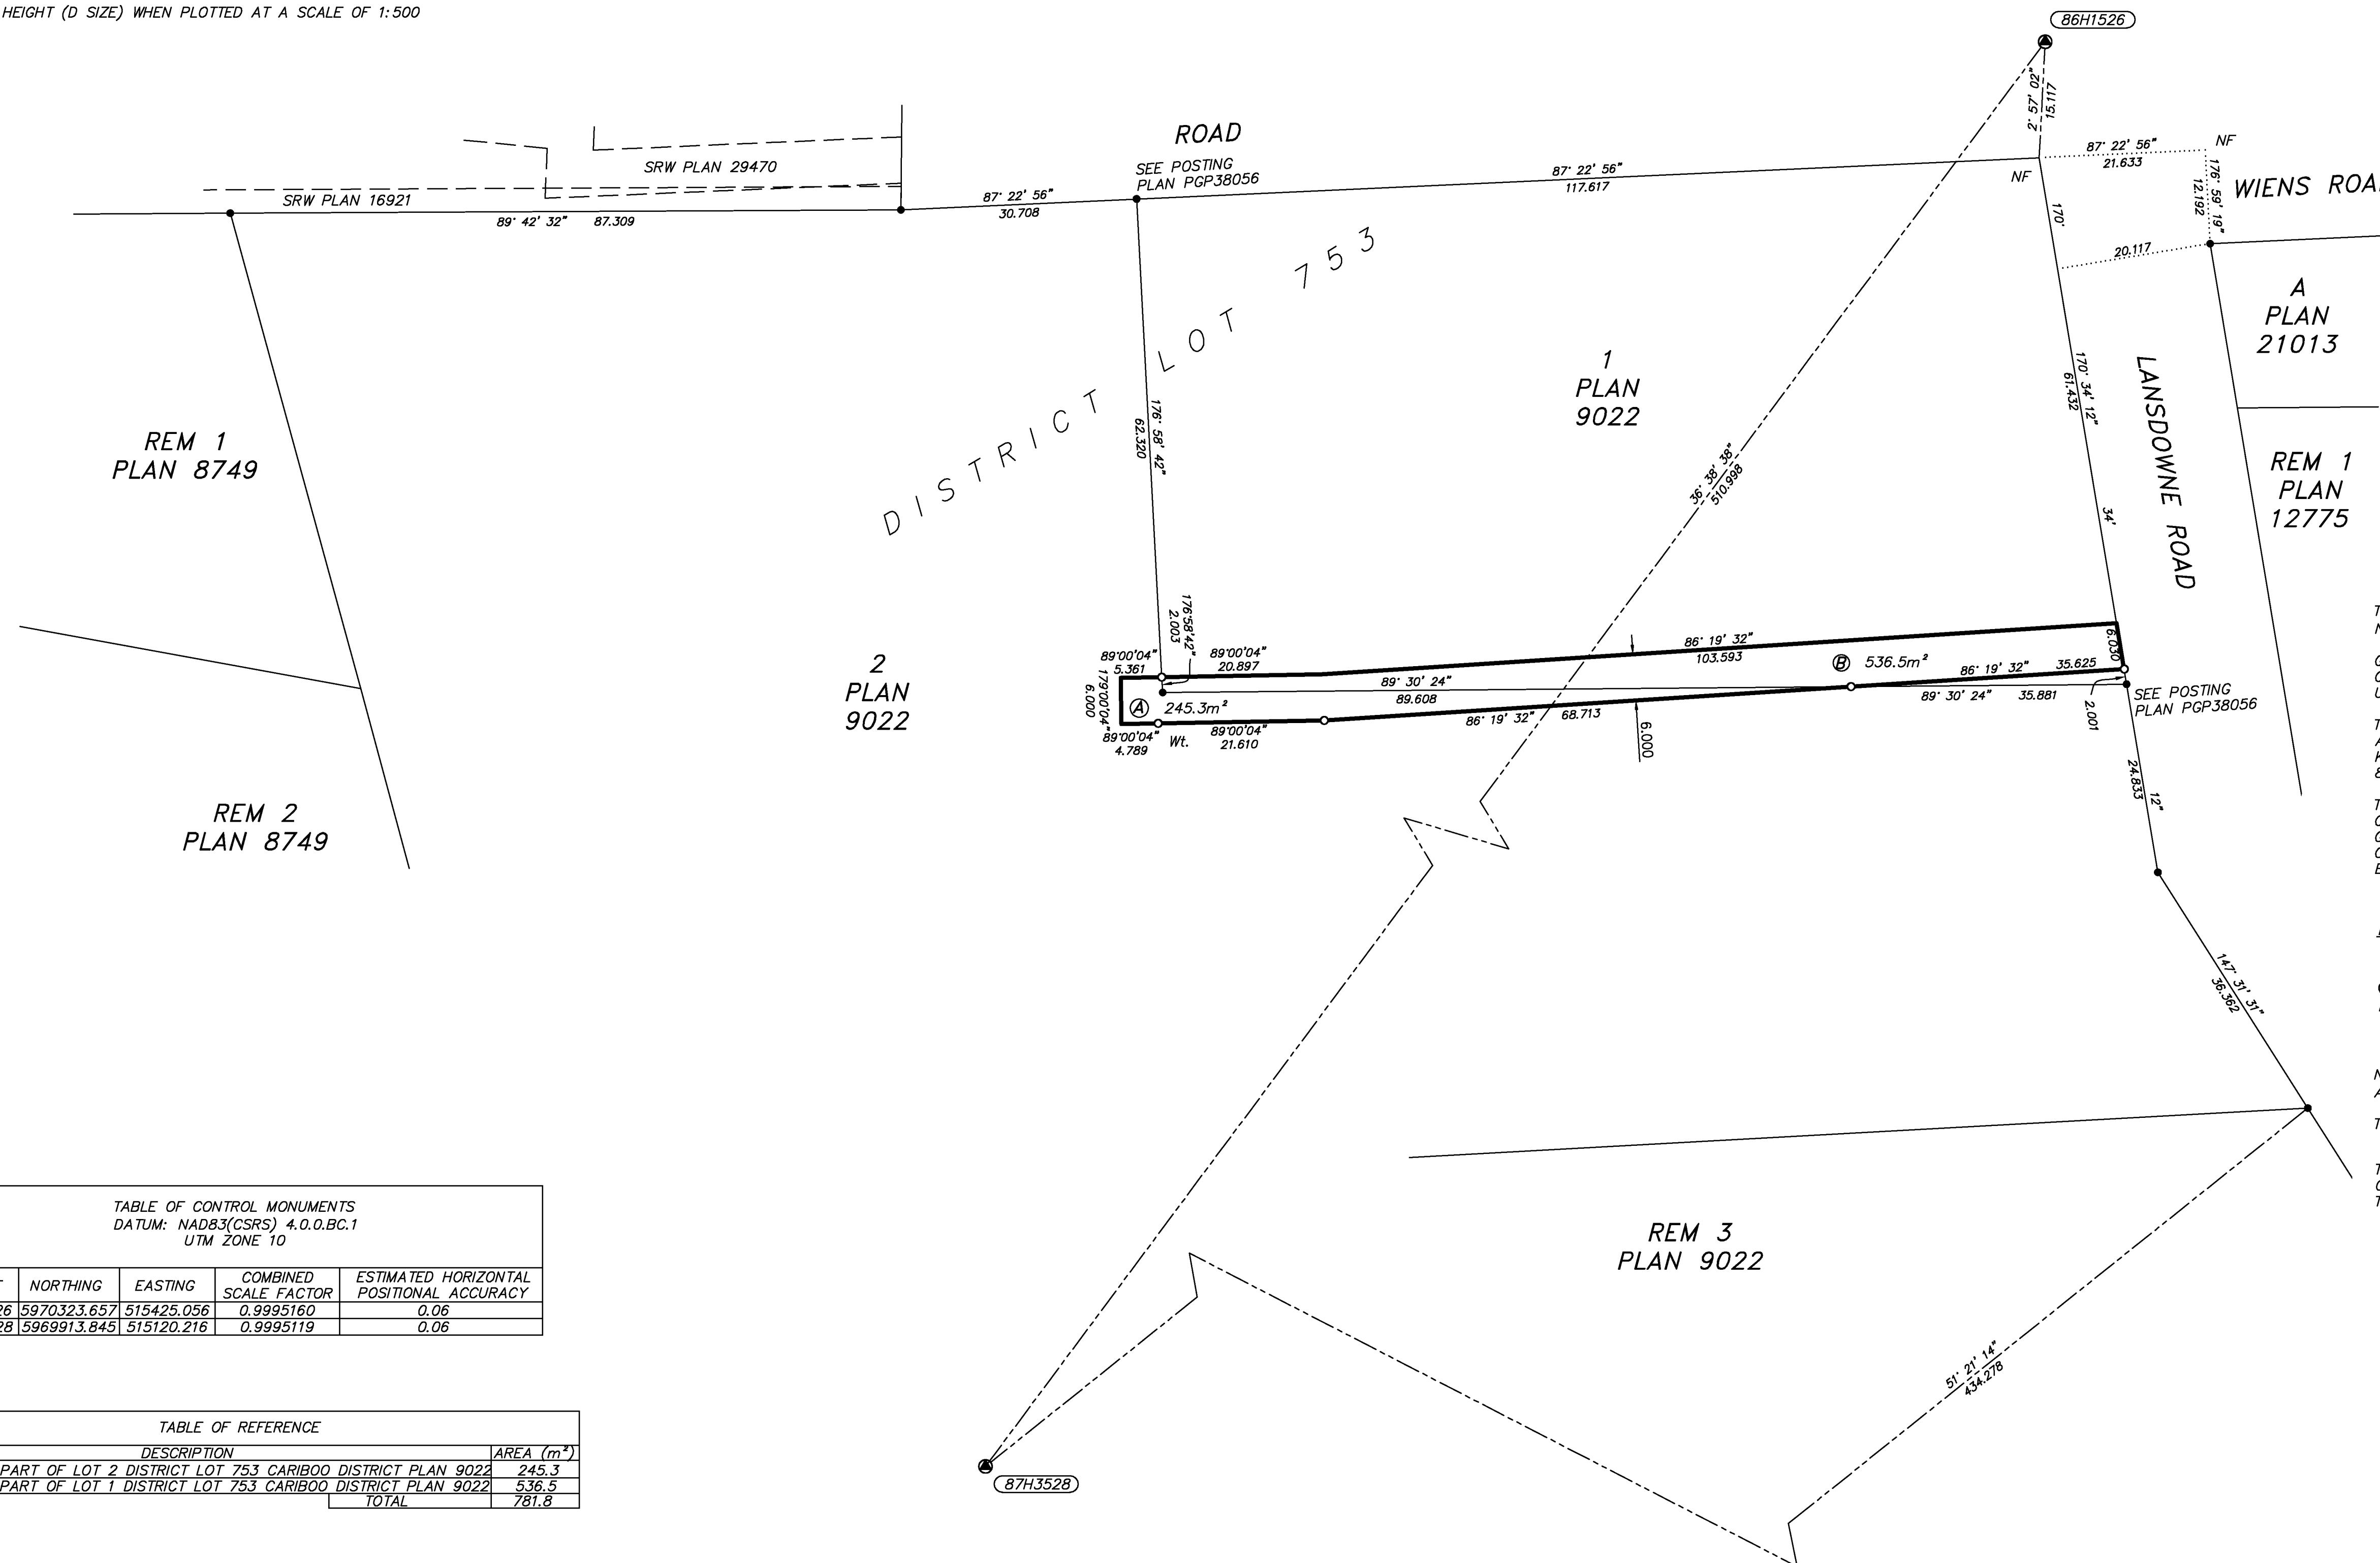 HEIGHT (D SIZE) WHEN PLOTTED AT A SCALE OF 1:500
86H1526
2° 57' 02"
15.117
ROAD
SEE POSTING
PLAN PGP38056
SRW PLAN 29470
SRW PLAN 16921
89° 42' 32" 87.309
87° 22' 56"
30.708
87° 22' 56"
117.617
87° 22' 56"
21.633
NF
NF
176° 59' 19"
12.192
WIENS
170°
20.117
A
PLAN
21013
DISTRICT LOT 753
1
PLAN
9022
176° 58' 42"
62.320
170° 34' 12"
61.432
LANSDOWNE ROAD
REM 1
PLAN 8749
36° 38' 38"
510.998
REM 1
PLAN
12775
34'
2
PLAN
9022
176°58'42"
2.003
89°00'04"
5.361
89°00'04"
20.897
86° 19' 32"
103.593
6.030
B 536.5m²
86° 19' 32" 35.625
179°00'04"
6.000
A 245.3m²
89° 30' 24"
89.608
89° 30' 24" 35.881
SEE POSTING
PLAN PGP38056
2.001
89°00'04"
4.789
Wt.
89°00'04"
21.610
86° 19' 32" 68.713
6.000
24.833
12"
REM 2
PLAN 8749
147° 31' 31"
36.362
REM 3
PLAN 9022
51° 21' 14"
434.278
87H3528
TABLE OF CONTROL MONUMENTS
DATUM: NAD83(CSRS) 4.0.0.BC.1
UTM ZONE 10
NORTHING EASTING COMBINED SCALE FACTOR ESTIMATED HORIZONTAL POSITIONAL ACCURACY
5970323.657 515425.056 0.9995160 0.06
5969913.845 515120.216 0.9995119 0.06
TABLE OF REFERENCE
DESCRIPTION AREA (m²)
PART OF LOT 2 DISTRICT LOT 753 CARIBOO DISTRICT PLAN 9022 245.3
PART OF LOT 1 DISTRICT LOT 753 CARIBOO DISTRICT PLAN 9022 536.5
TOTAL 781.8